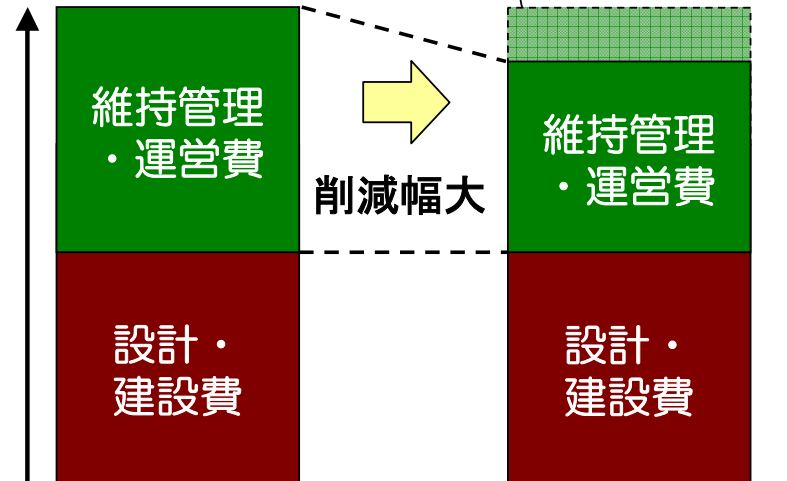 維持管理
・運営費
削減幅大
維持管理
・運営費
設計・
建設費
設計・
建設費